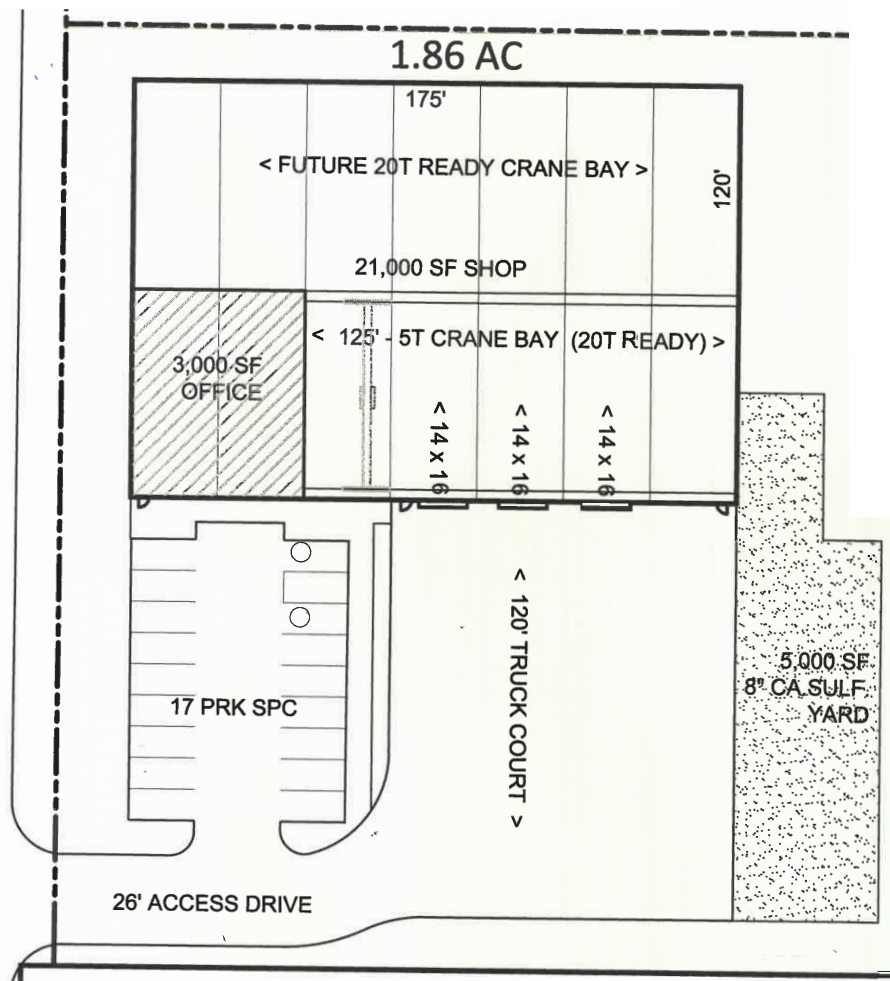 1.86 AC
175'
< FUTURE 20T READY CRANE BAY >
120'
21,000 SF SHOP
< 125' - 5T CRANE BAY (20T READY) >
3,000 SF
OFFICE
< 14 x 16
< 14 x 16
< 14 x 16
< 120' TRUCK COURT >
17 PRK SPC
5,000 SF
8" CA.SULF.
YARD
26' ACCESS DRIVE